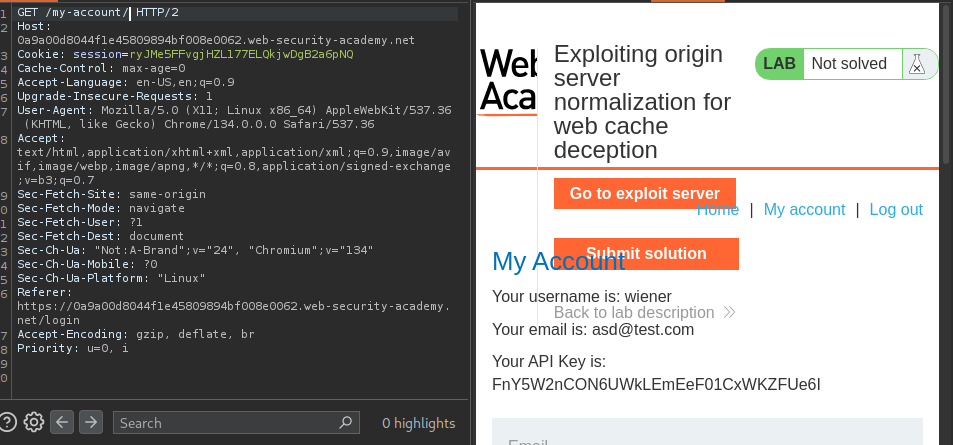 1 GET /my-account/ HTTP/2
2 Host:
0a9a00d8044f1e45809894bf008e0062.web-security-academy.net
3 Cookie: session=ryJMe5FFvgjHZLl77ELQkjwDgB2a6pNQ
4 Cache-Control: max-age=0
5 Accept-Language: en-US,en;q=0.9
6 Upgrade-Insecure-Requests: 1
7 User-Agent: Mozilla/5.0 (X11; Linux x86_64) AppleWebKit/537.36
(KHTML, like Gecko) Chrome/134.0.0.0 Safari/537.36
8 Accept:
text/html,application/xhtml+xml,application/xml;q=0.9,image/av
if,image/webp,image/apng,*/*;q=0.8,application/signed-exchange
;v=b3;q=0.7
9 Sec-Fetch-Site: same-origin
0 Sec-Fetch-Mode: navigate
1 Sec-Fetch-User: ?1
2 Sec-Fetch-Dest: document
3 Sec-Ch-Ua: "Not:A-Brand";v="24", "Chromium";v="134"
4 Sec-Ch-Ua-Mobile: ?0
5 Sec-Ch-Ua-Platform: "Linux"
6 Referer:
https://0a9a00d8044f1e45809894bf008e0062.web-security-academy.
net/login
7 Accept-Encoding: gzip, deflate, br
8 Priority: u=0, i
9
0
Search
0 highlights
Web
Aca
Exploiting origin
server
normalization for
web cache
deception
LAB Not solved
Go to exploit server
Home | My account | Log out
Submit solution
My Account
Your username is: wiener
Back to lab description
Your email is: asd@test.com
Your API Key is:
FnY5W2nCON6UWkLEmEeF01CxWKZFUe6I
Email